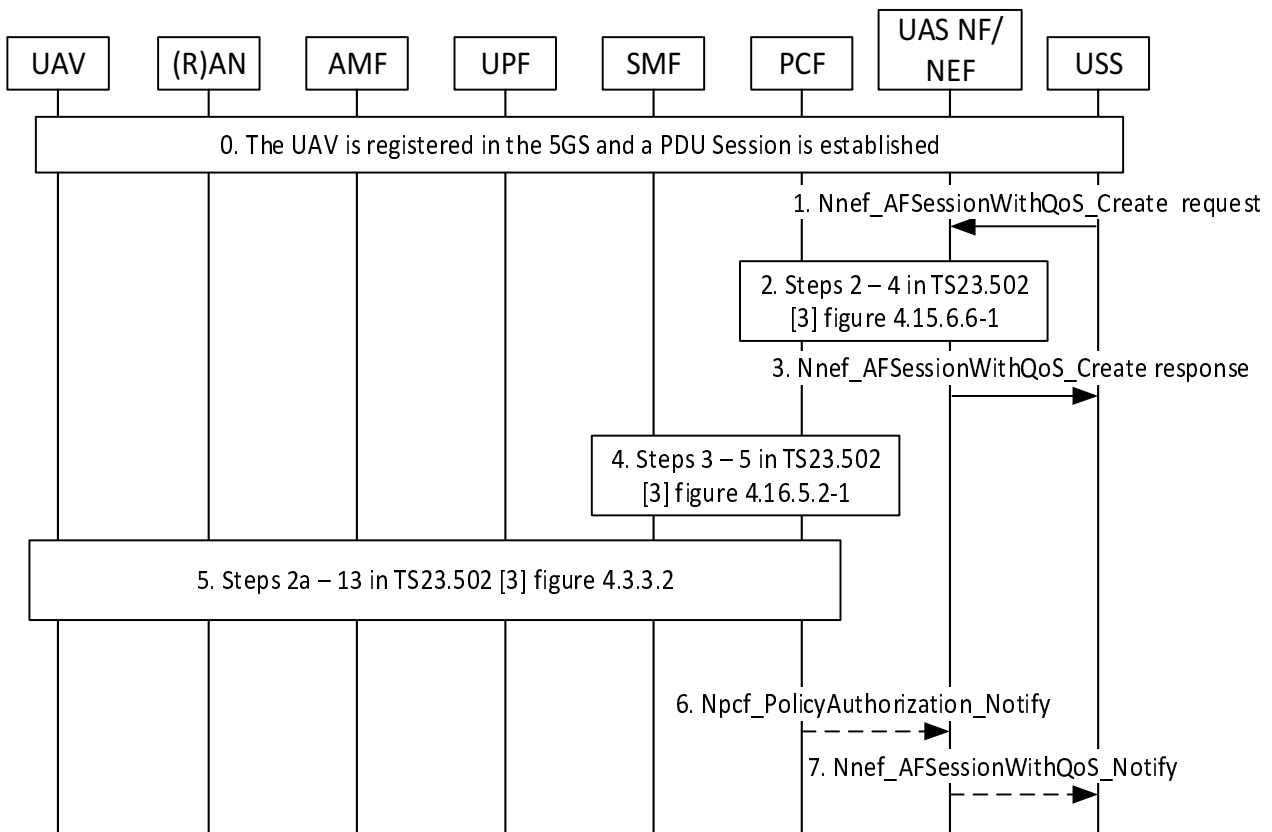 UAV
(R)AN
AMF
UPF
SMF
PCF
UAS NF/
NEF
USS
0. The UAV is registered in the 5GS and a PDU Session is established
1. Nnef_AFSessionWithQoS_Create request
2. Steps 2 – 4 in TS23.502
[3] figure 4.15.6.6-1
3. Nnef_AFSessionWithQoS_Create response
4. Steps 3 – 5 in TS23.502
[3] figure 4.16.5.2-1
5. Steps 2a – 13 in TS23.502 [3] figure 4.3.3.2
6. Npcf_PolicyAuthorization_Notify
7. Nnef_AFSessionWithQoS_Notify